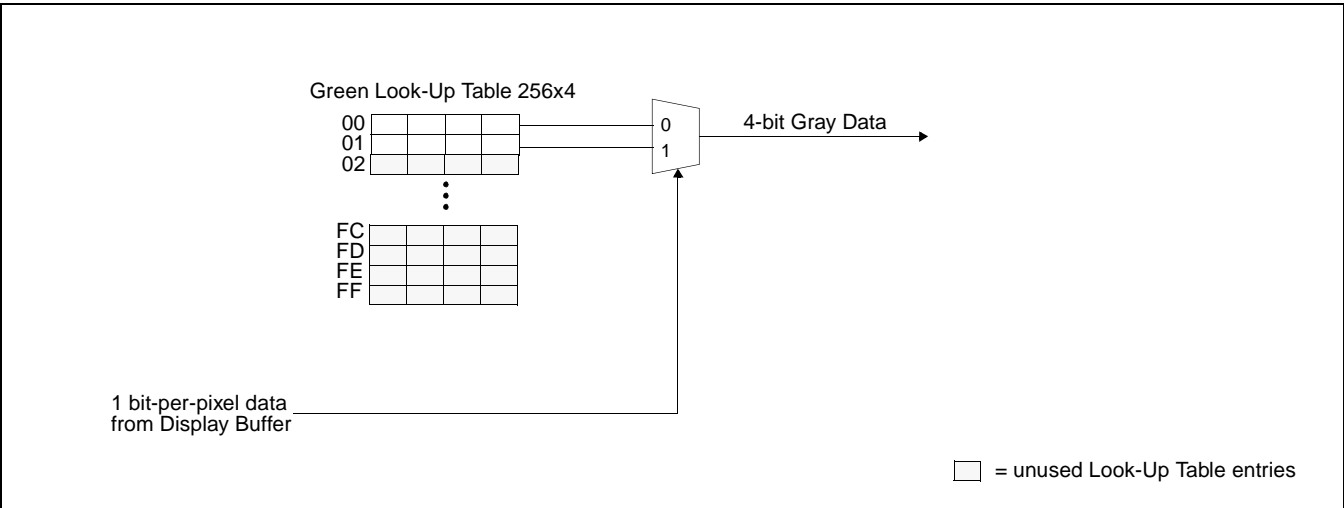 Green Look-Up Table 256x4
00
01
02
FC
FD
FE
FF
0
1
4-bit Gray Data
1 bit-per-pixel data
from Display Buffer
= unused Look-Up Table entries